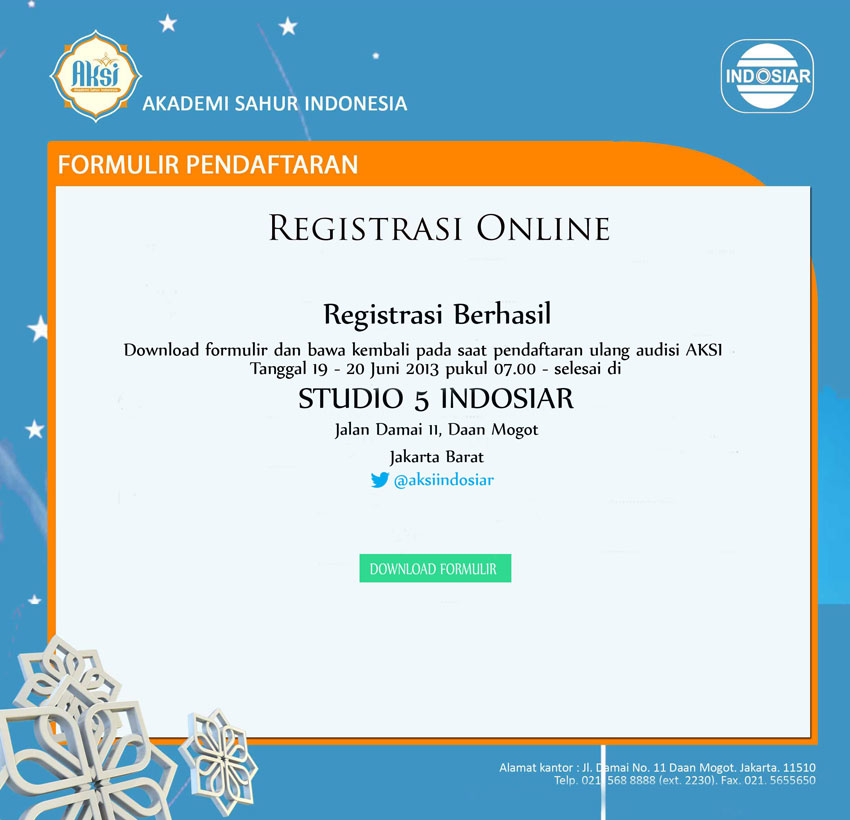 Aksi
AKADEMI SAHUR INDONESIA
INDOSIAR
FORMULIR PENDAFTARAN
REGISTRASI ONLINE
Registrasi Berhasil
Download formulir dan bawa kembali pada saat pendaftaran ulang audisi AKSI
Tanggal 19 - 20 Juni 2013 pukul 07.00 - selesai di
STUDIO 5 INDOSIAR
Jalan Damai 11, Daan Mogot
Jakarta Barat
@aksiindosiar
DOWNLOAD FORMULIR
Alamat kantor : Jl. Damai No. 11 Daan Mogot. Jakarta. 11510
Telp. 021 568 8888 (ext. 2230). Fax. 021. 5655650